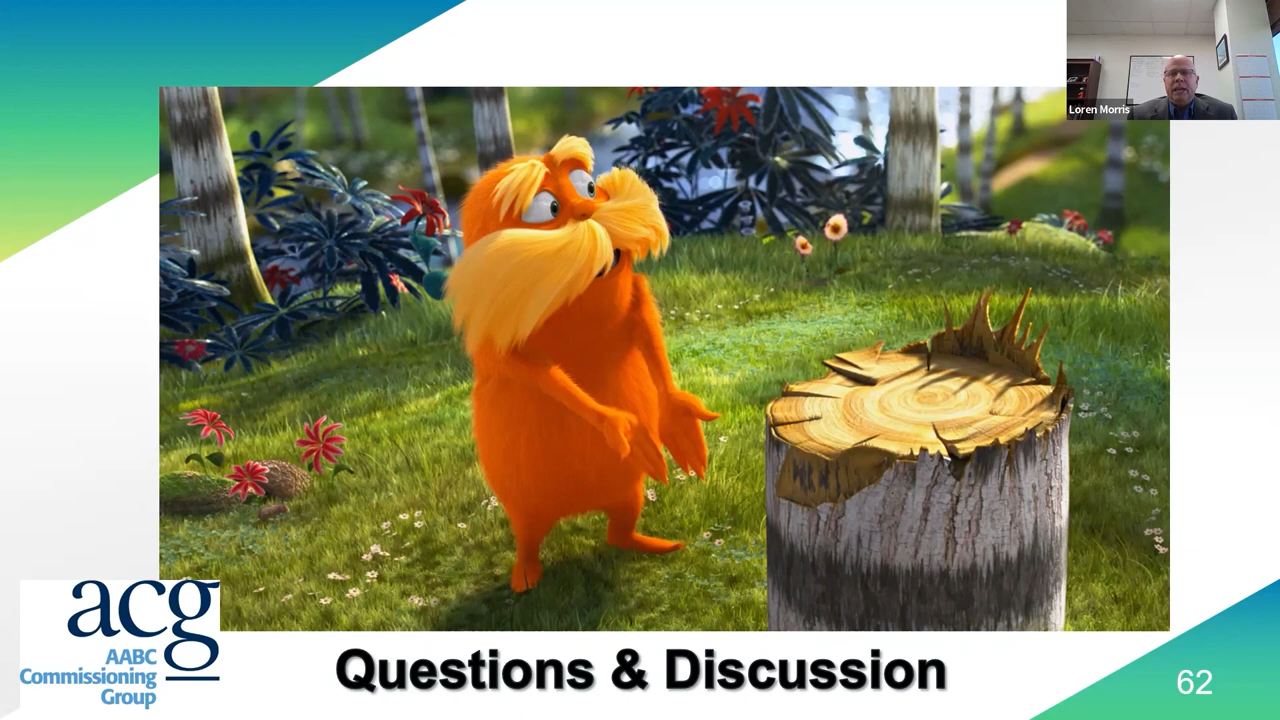 Loren Morris
acg
AABC
Commissioning
Group
Questions & Discussion
62